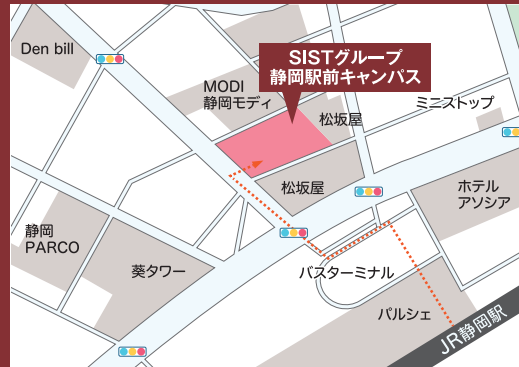 Den bill
SISTグループ
静岡駅前キャンパス
MODI
静岡モディ
松坂屋
ミニストップ
松坂屋
ホテル
アソシア
静岡
PARCO
葵タワー
バスターミナル
パルシェ
JR静岡駅